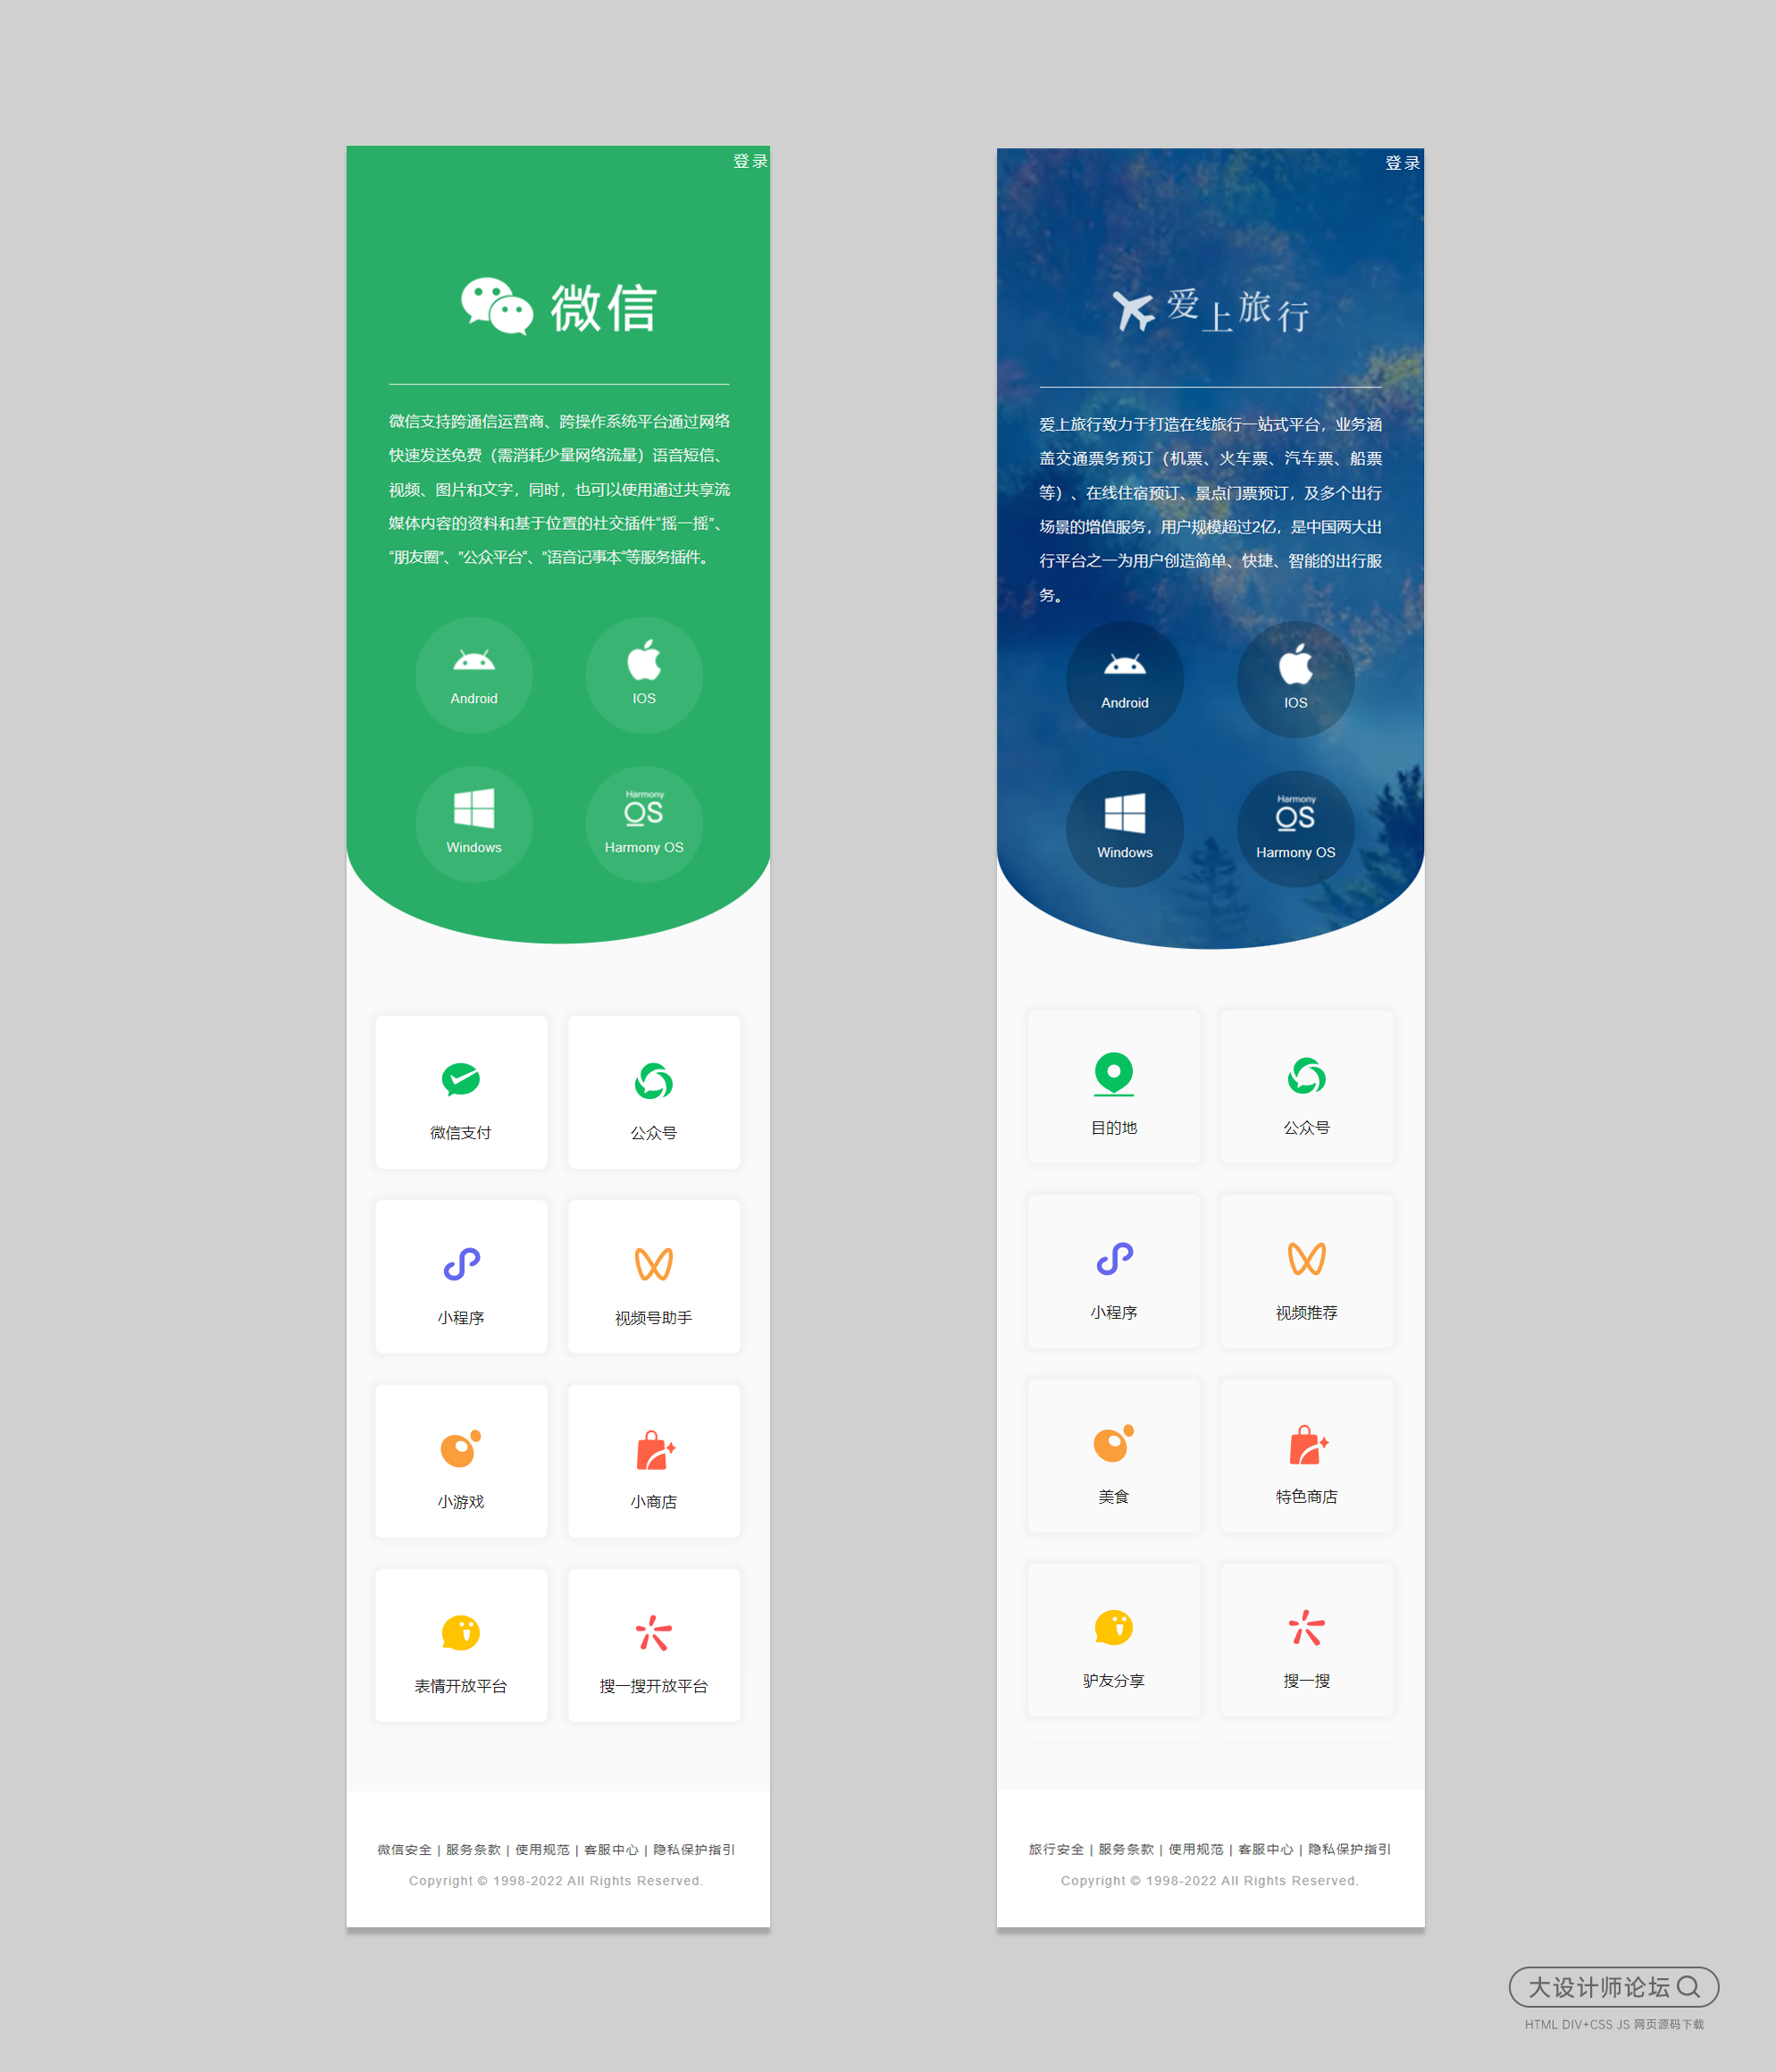 登录
微信
微信支持跨通信运营商、跨操作系统平台通过网络
快速发送免费（需消耗少量网络流量）语音短信、
视频、图片和文字，同时，也可以使用通过共享流
媒体内容的资料和基于位置的社交插件“摇一摇”、
“朋友圈”、”公众平台“、”语音记事本“等服务插件。
Android
IOS
Windows
Harmony
OS
Harmony OS
微信支付
公众号
小程序
视频号助手
小游戏
小商店
表情开放平台
搜一搜开放平台
微信安全 | 服务条款 | 使用规范 | 客服中心 | 隐私保护指引
Copyright © 1998-2022 All Rights Reserved.
登录
爱上旅行
爱上旅行致力于打造在线旅行一站式平台，业务涵
盖交通票务预订（机票、火车票、汽车票、船票
等）、在线住宿预订、景点门票预订，及多个出行
场景的增值服务，用户规模超过2亿，是中国两大出
行平台之一为用户创造简单、快捷、智能的出行服
务。
Android
IOS
Windows
Harmony
OS
Harmony OS
目的地
公众号
小程序
视频推荐
美食
特色商店
驴友分享
搜一搜
旅行安全 | 服务条款 | 使用规范 | 客服中心 | 隐私保护指引
Copyright © 1998-2022 All Rights Reserved.
大设计师论坛
HTML DIV+CSS JS 网页源码下载